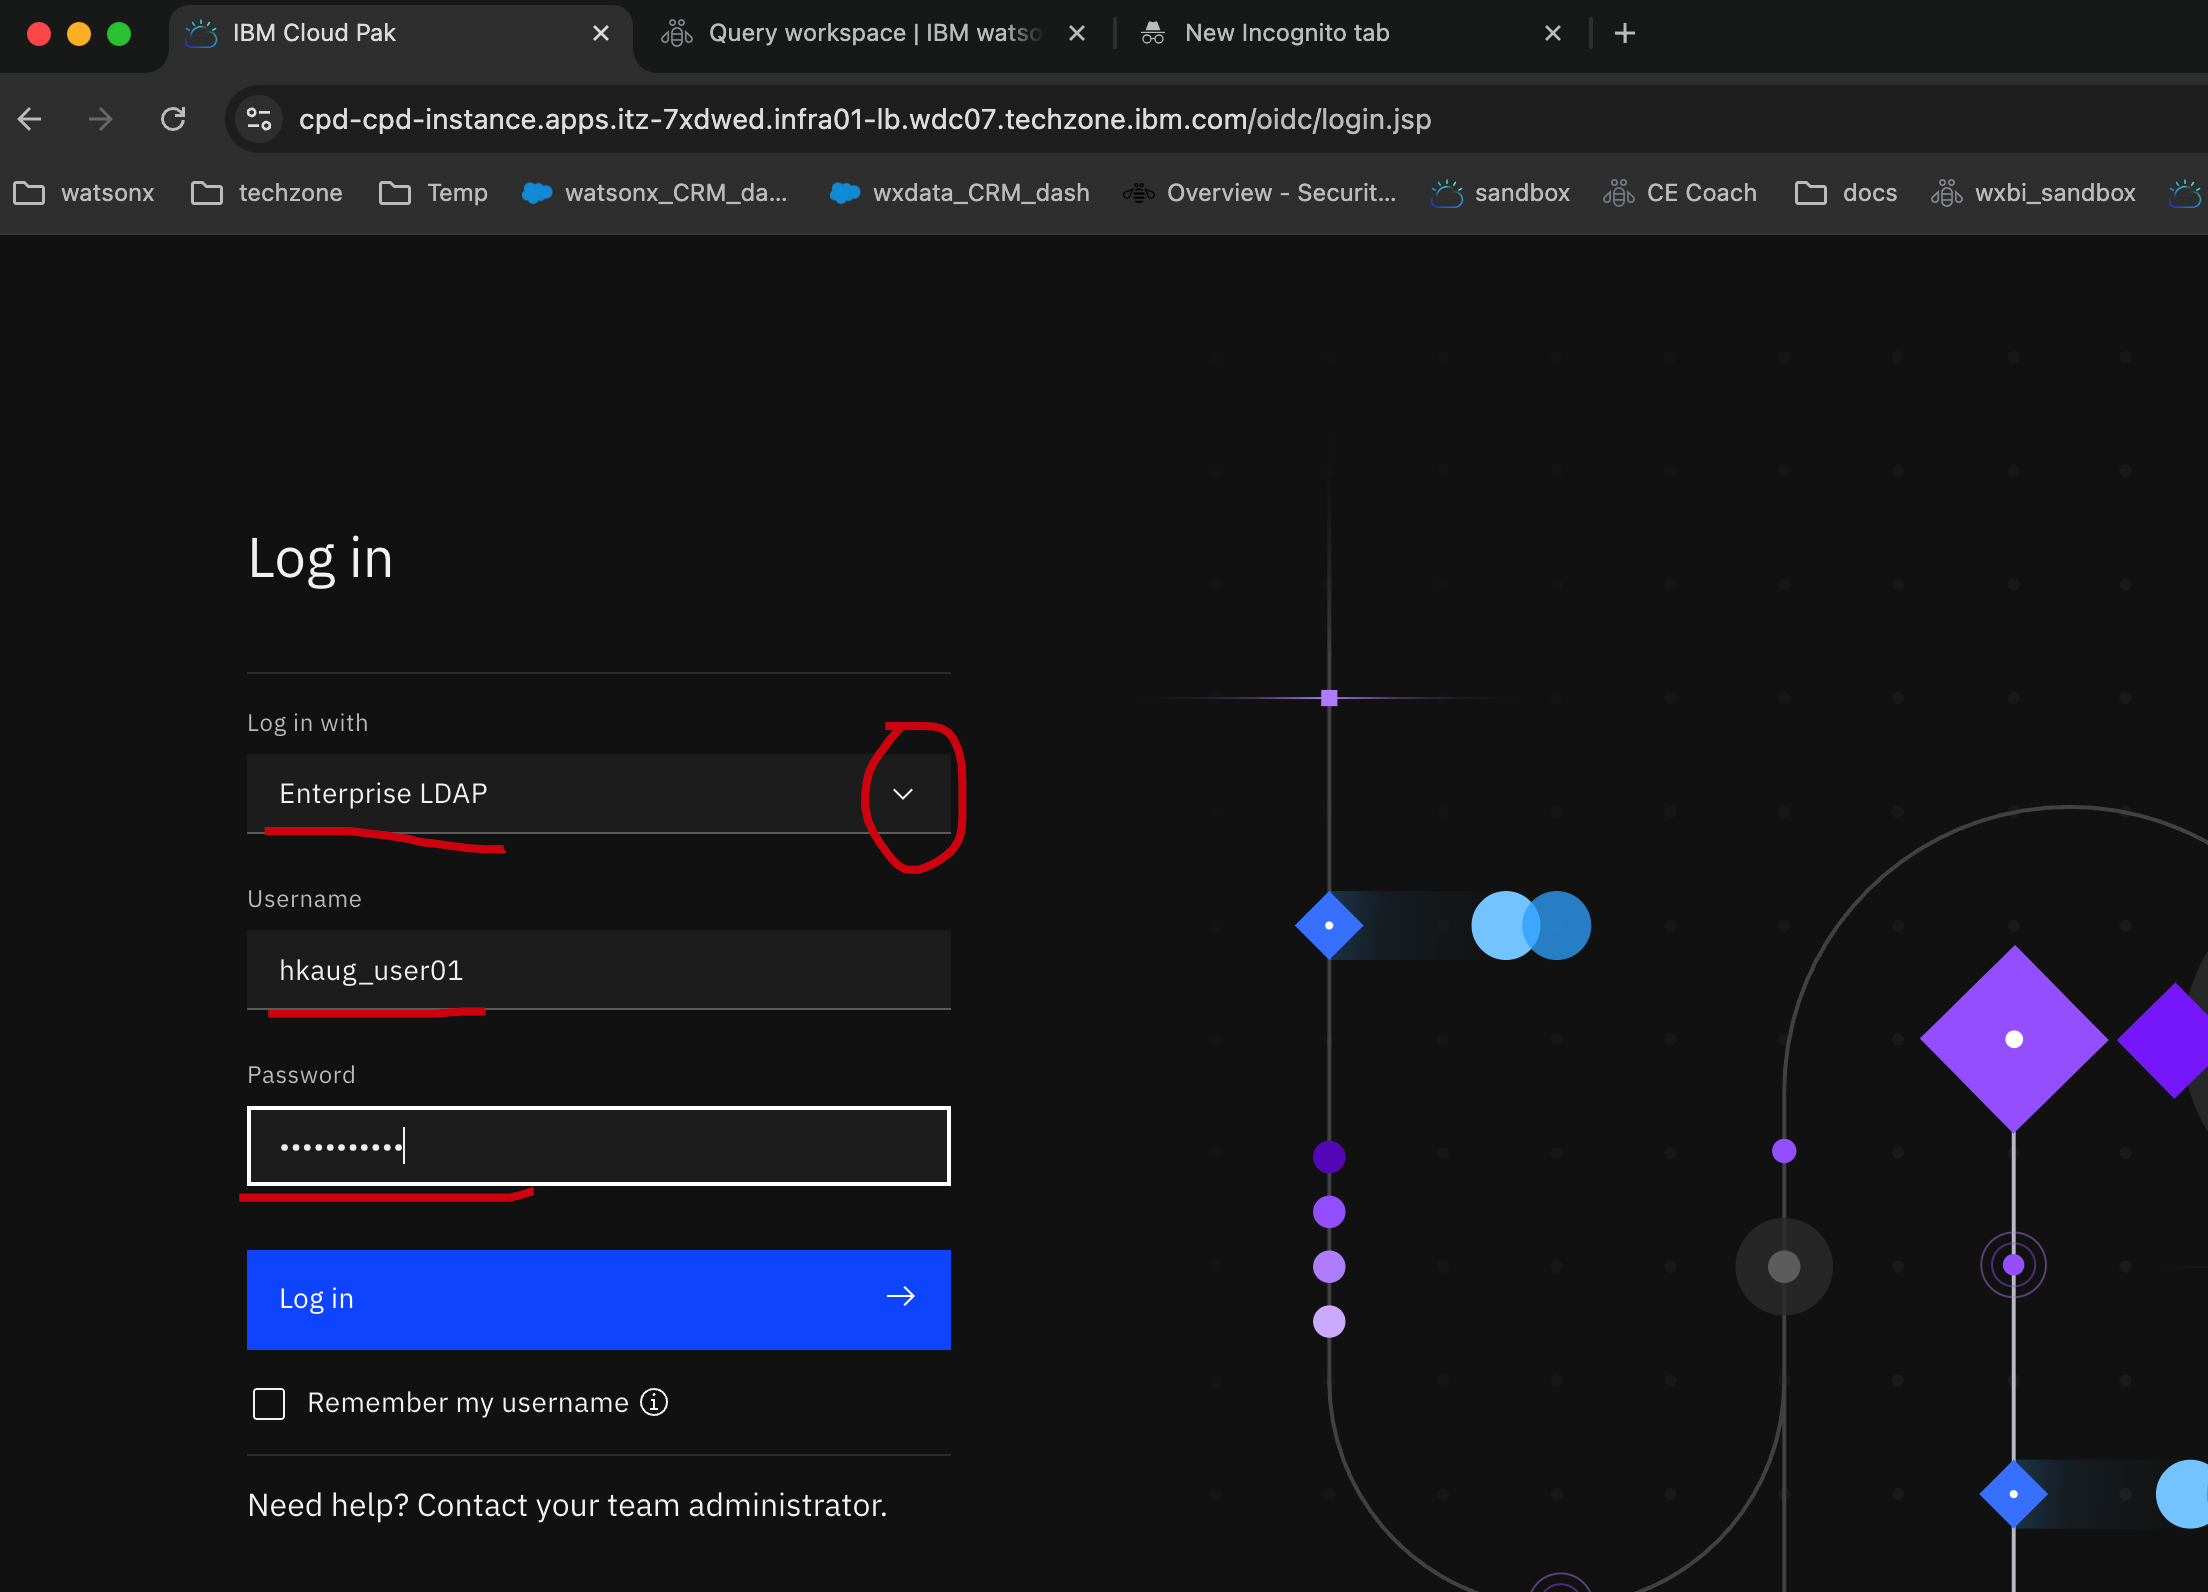 IBM Cloud Pak
Query workspace | IBM watso
New Incognito tab
cpd-cpd-instance.apps.itz-7xdwed.infra01-lb.wdc07.techzone.ibm.com/oidc/login.jsp
watsonx techzone Temp watsonx_CRM_da... wxdata_CRM_dash Overview - Securit... sandbox CE Coach docs wxbi_sandbox
Log in
Log in with
Enterprise LDAP
Username
hkaug_user01
Password
•••••••••••
Log in
Remember my username
Need help? Contact your team administrator.